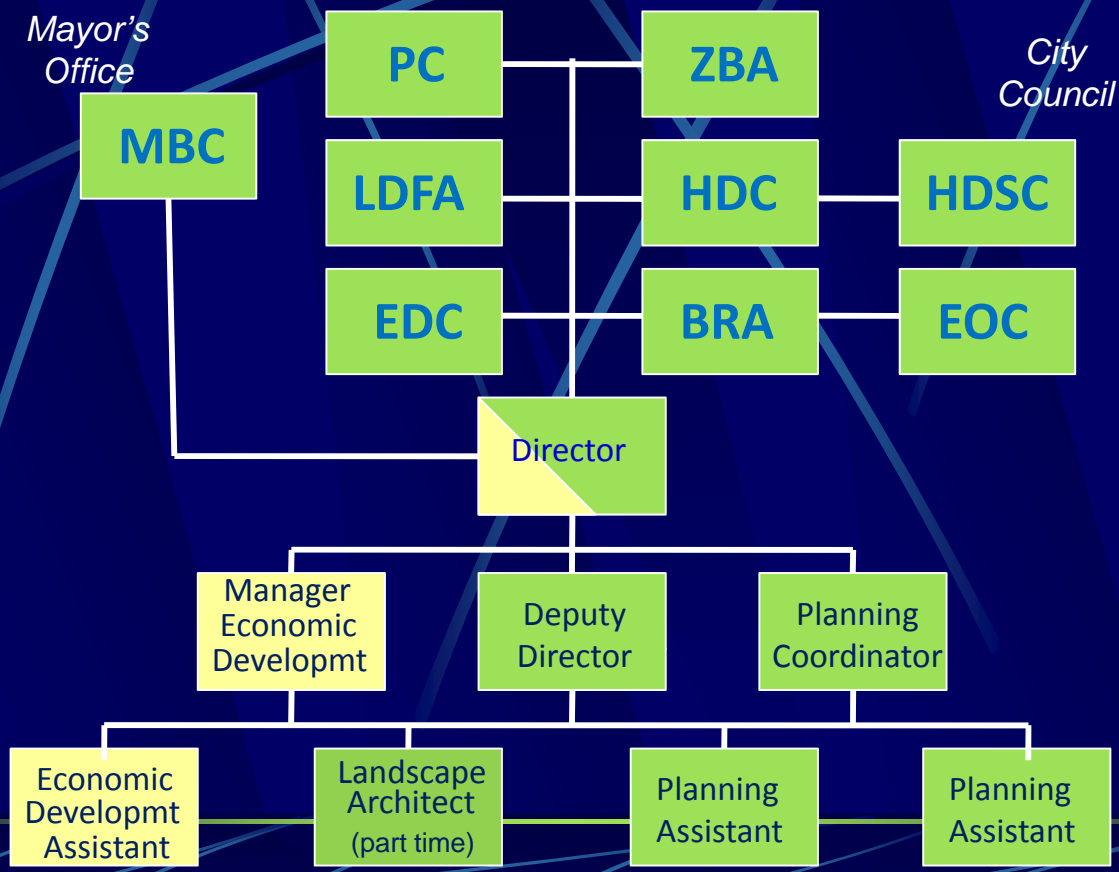 Mayor's
Office
City
Council
PC
ZBA
MBC
LDFA
HDC
HDSC
EDC
BRA
EOC
Director
Manager
Economic
Developmt
Deputy
Director
Planning
Coordinator
Economic
Developmt
Assistant
Landscape
Architect
(part time)
Planning
Assistant
Planning
Assistant